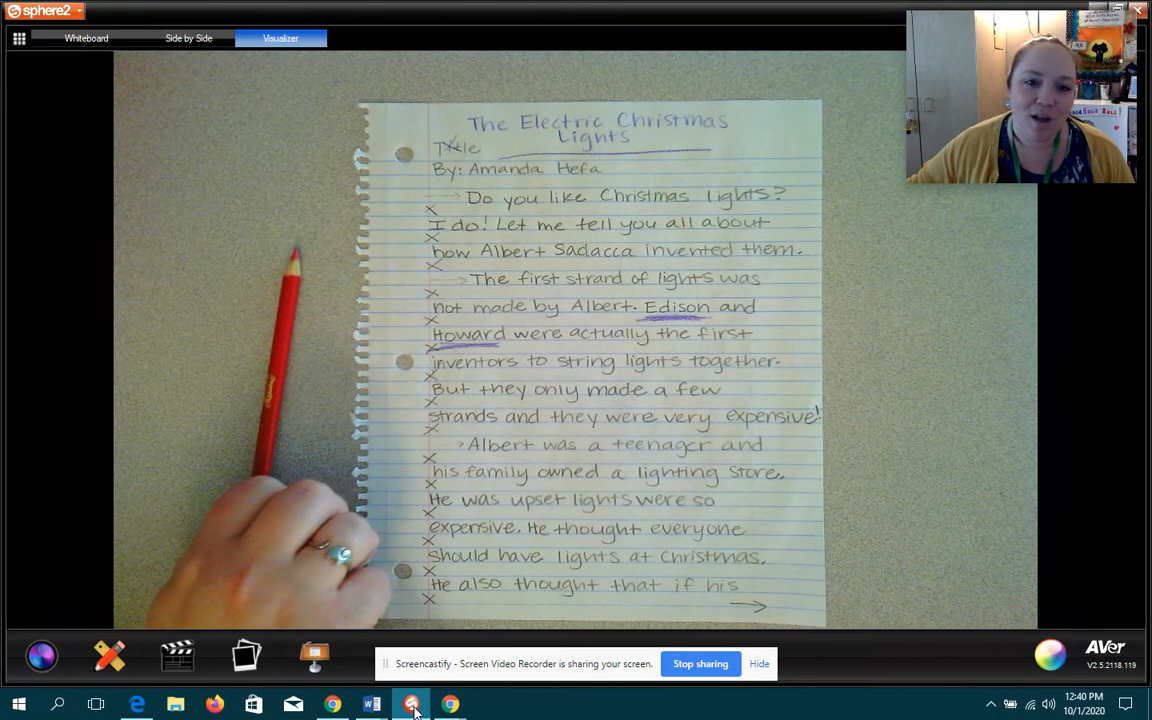 sphere2
Whiteboard
Side by Side
Visualizer
The Electric Christmas
Lights
Title
By: Amanda Hefa
Do you like Christmas lights?
I do! Let me tell you all about
how Albert Sadacca invented them.
The first strand of lights was
not made by Albert. Edison and
Howard were actually the first
inventors to string lights together.
But they only made a few
strands and they were very expensive!
Albert was a teenager and
his family owned a lighting store.
He was upset lights were so
expensive. He thought everyone
should have lights at Christmas.
He also thought that if his
Screencastify - Screen Video Recorder is sharing your screen.
Stop sharing
Hide
AVer
V2.5.2118.119
12:40 PM
10/1/2020